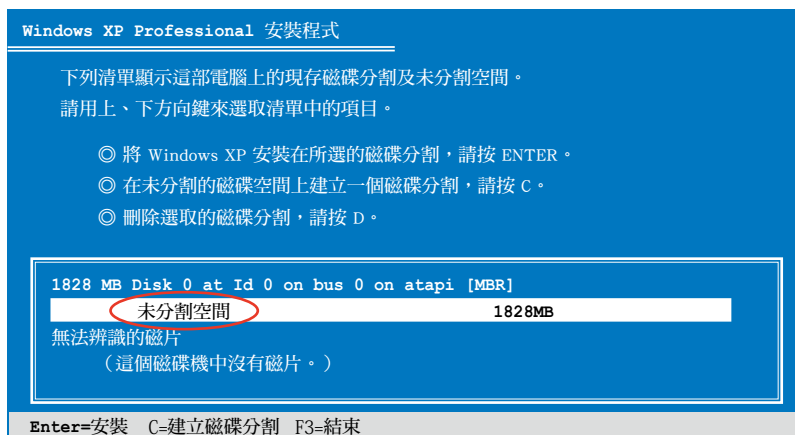 Windows XP Professional 安裝程式
下列清單顯示這部電腦上的現存磁碟分割及未分割空間。
請用上、下方向鍵來選取清單中的項目。
◎ 將 Windows XP 安裝在所選的磁碟分割，請按 ENTER。
◎ 在未分割的磁碟空間上建立一個磁碟分割，請按 C。
◎ 刪除選取的磁碟分割，請按 D。
1828 MB Disk 0 at Id 0 on bus 0 on atapi [MBR]
未分割空間 1828MB
無法辨識的磁片
（這個磁碟機中沒有磁片。）
Enter=安裝 C=建立磁碟分割 F3=結束